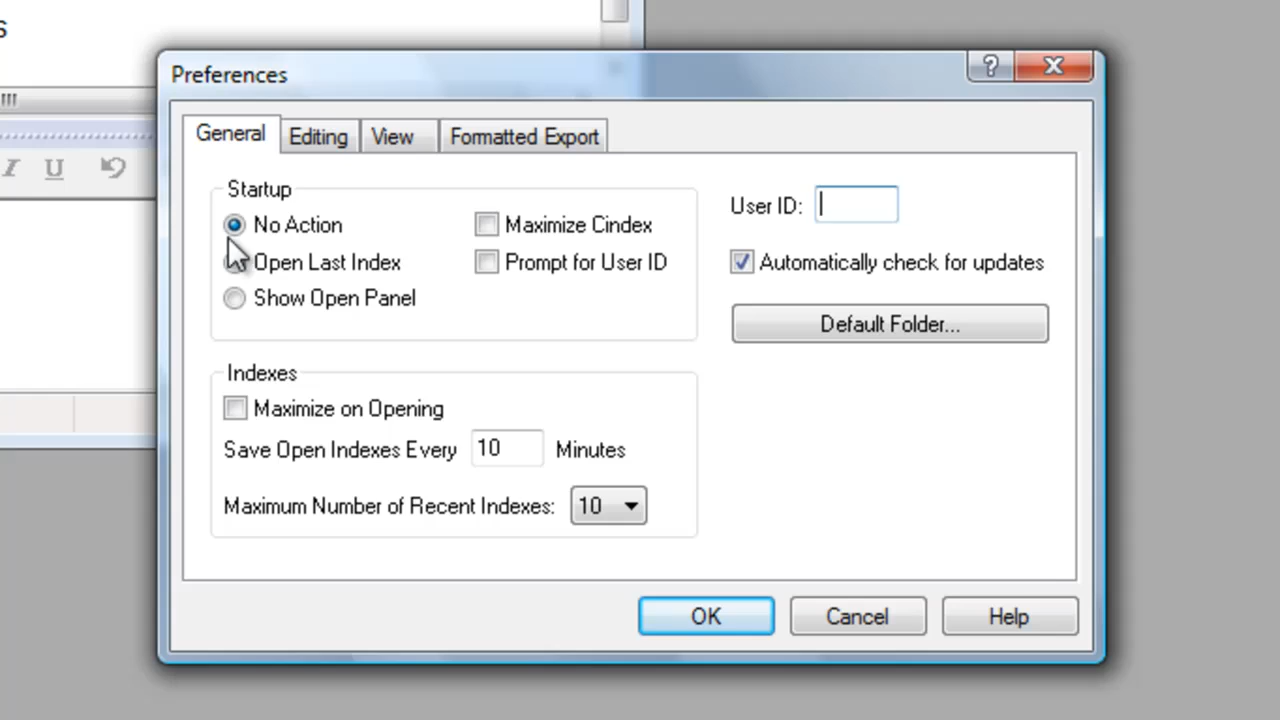 s
Preferences
General Editing View Formatted Export
Startup
No Action Maximize Cindex
Open Last Index Prompt for User ID
Show Open Panel
User ID:
Automatically check for updates
Default Folder...
Indexes
Maximize on Opening
Save Open Indexes Every 10 Minutes
Maximum Number of Recent Indexes: 10
OK Cancel Help
I U